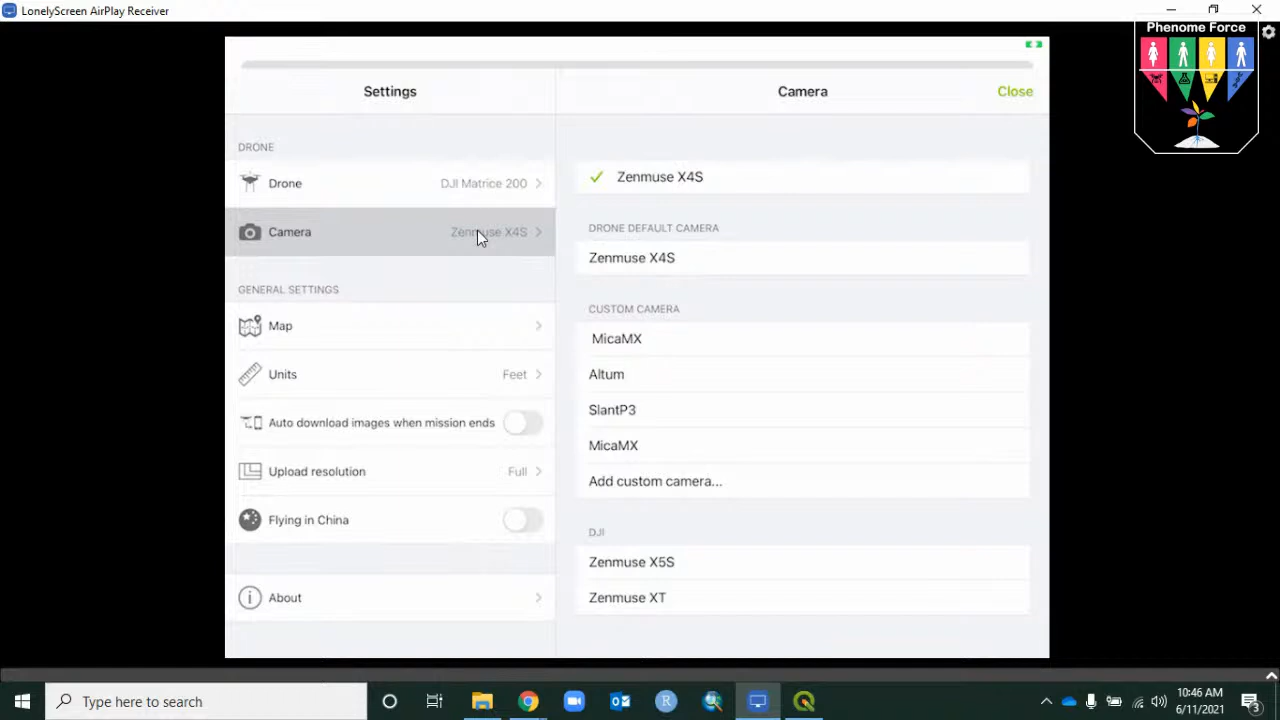 LonelyScreen AirPlay Receiver
Phenome Force
Settings
Camera
Close
DRONE
Drone
DJI Matrice 200
Camera
Zenmuse X4S
GENERAL SETTINGS
Map
Units
Feet
Auto download images when mission ends
Upload resolution
Full
Flying in China
About
Zenmuse X4S
DRONE DEFAULT CAMERA
Zenmuse X4S
CUSTOM CAMERA
MicaMX
Altum
SlantP3
MicaMX
Add custom camera...
DJI
Zenmuse X5S
Zenmuse XT
Type here to search
R
10:46 AM
6/11/2021
3